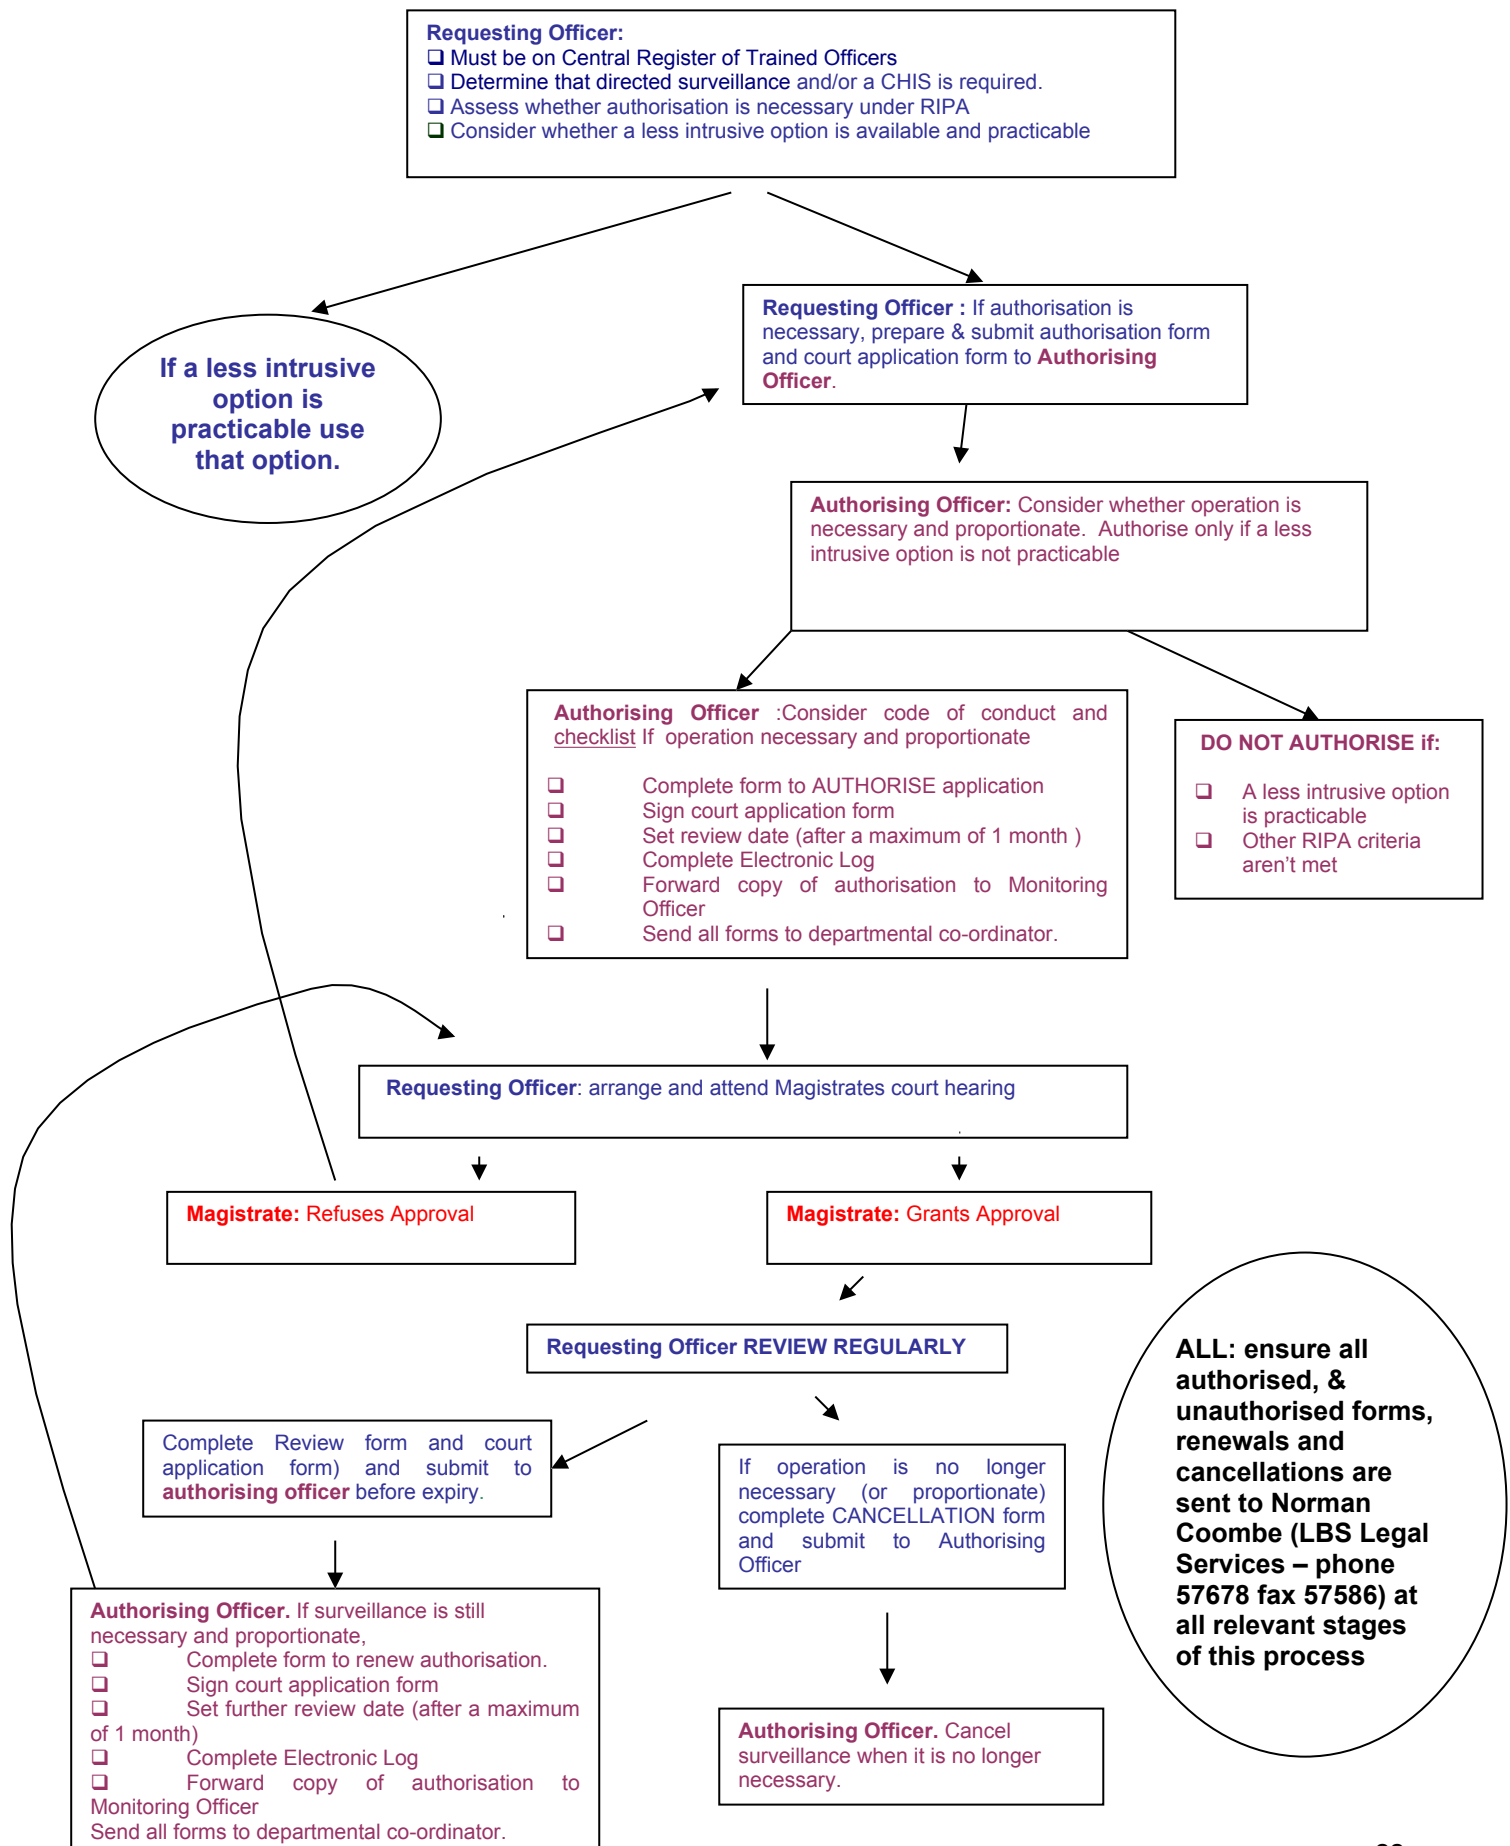 Requesting Officer:
❑ Must be on Central Register of Trained Officers
❑ Determine that directed surveillance and/or a CHIS is required.
❑ Assess whether authorisation is necessary under RIPA
❑ Consider whether a less intrusive option is available and practicable
If a less intrusive
option is
practicable use
that option.
Requesting Officer : If authorisation is
necessary, prepare & submit authorisation form
and court application form to Authorising
Officer.
Authorising Officer: Consider whether operation is
necessary and proportionate. Authorise only if a less
intrusive option is not practicable
Authorising Officer :Consider code of conduct and
checklist If operation necessary and proportionate
❑ Complete form to AUTHORISE application
❑ Sign court application form
❑ Set review date (after a maximum of 1 month )
❑ Complete Electronic Log
❑ Forward copy of authorisation to Monitoring
Officer
❑ Send all forms to departmental co-ordinator.
DO NOT AUTHORISE if:
❑ A less intrusive option
is practicable
❑ Other RIPA criteria
aren't met
Requesting Officer: arrange and attend Magistrates court hearing
Magistrate: Refuses Approval
Magistrate: Grants Approval
Requesting Officer REVIEW REGULARLY
Complete Review form and court
application form) and submit to
authorising officer before expiry.
If operation is no longer
necessary (or proportionate)
complete CANCELLATION form
and submit to Authorising
Officer
ALL: ensure all
authorised, &
unauthorised forms,
renewals and
cancellations are
sent to Norman
Coombe (LBS Legal
Services – phone
57678 fax 57586) at
all relevant stages
of this process
Authorising Officer. If surveillance is still
necessary and proportionate,
❑ Complete form to renew authorisation.
❑ Sign court application form
❑ Set further review date (after a maximum
of 1 month)
❑ Complete Electronic Log
❑ Forward copy of authorisation to
Monitoring Officer
Send all forms to departmental co-ordinator.
Authorising Officer. Cancel
surveillance when it is no longer
necessary.